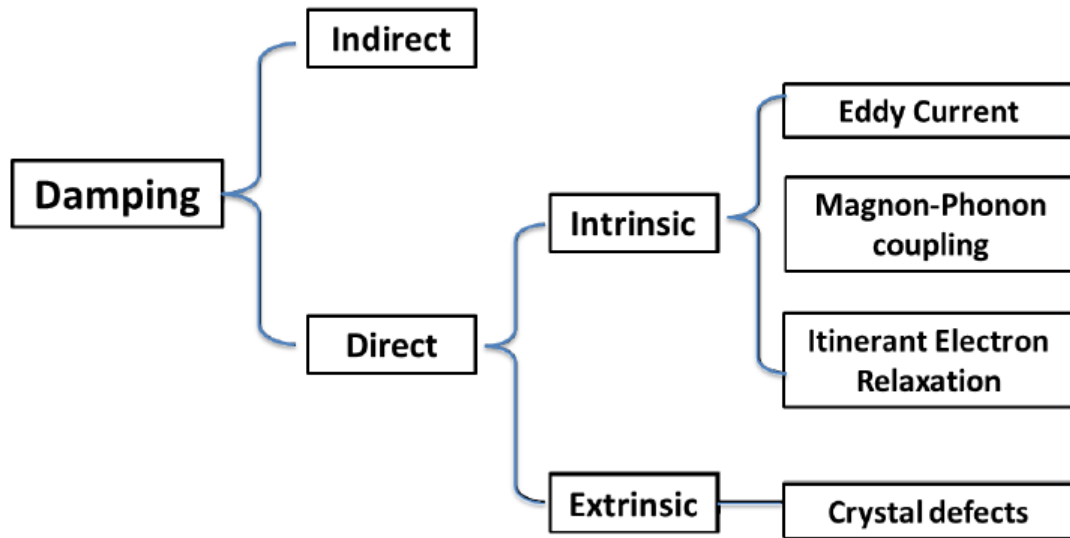 Indirect
Damping
Direct
Intrinsic
Extrinsic
Eddy Current
Magnon-Phonon
coupling
Itinerant Electron
Relaxation
Crystal defects